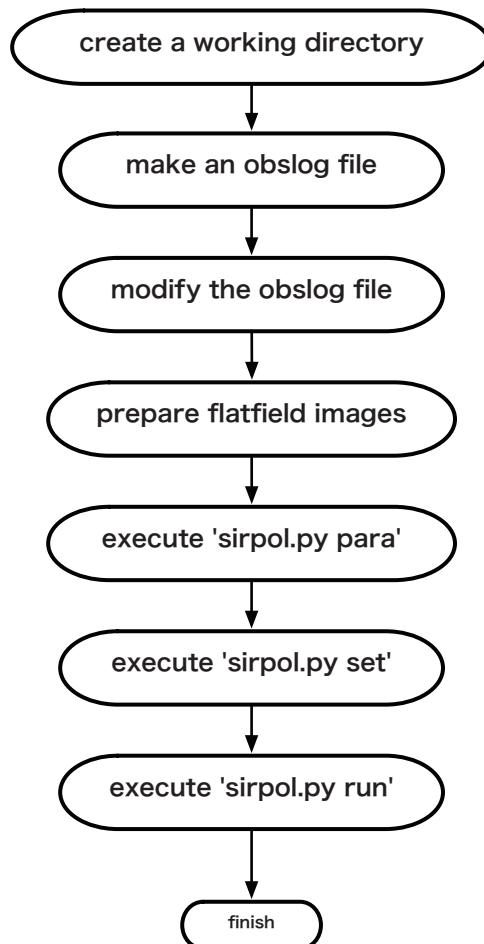 create a working directory
make an obslog file
modify the obslog file
prepare flatfield images
execute 'sirpol.py para'
execute 'sirpol.py set'
execute 'sirpol.py run'
finish